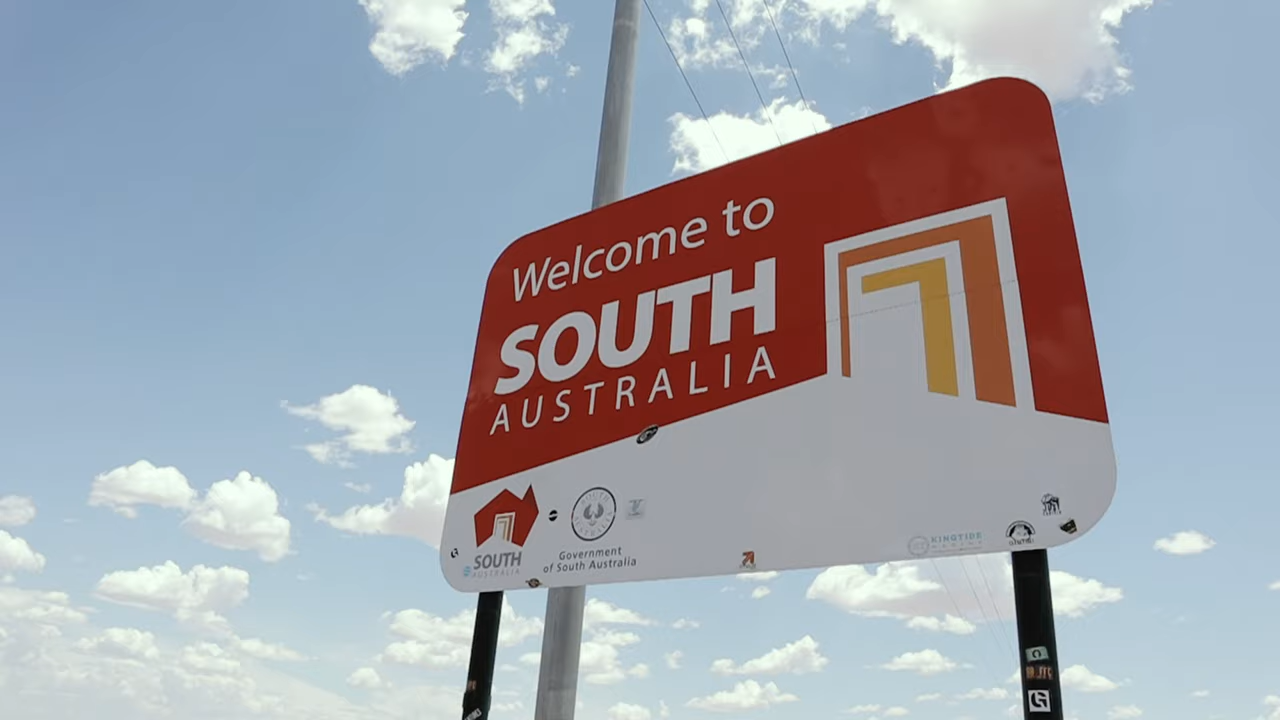 Welcome to
SOUTH
AUSTRALIA
SOUTH
AUSTRALIA
Government
of South Australia
KINGTIDE